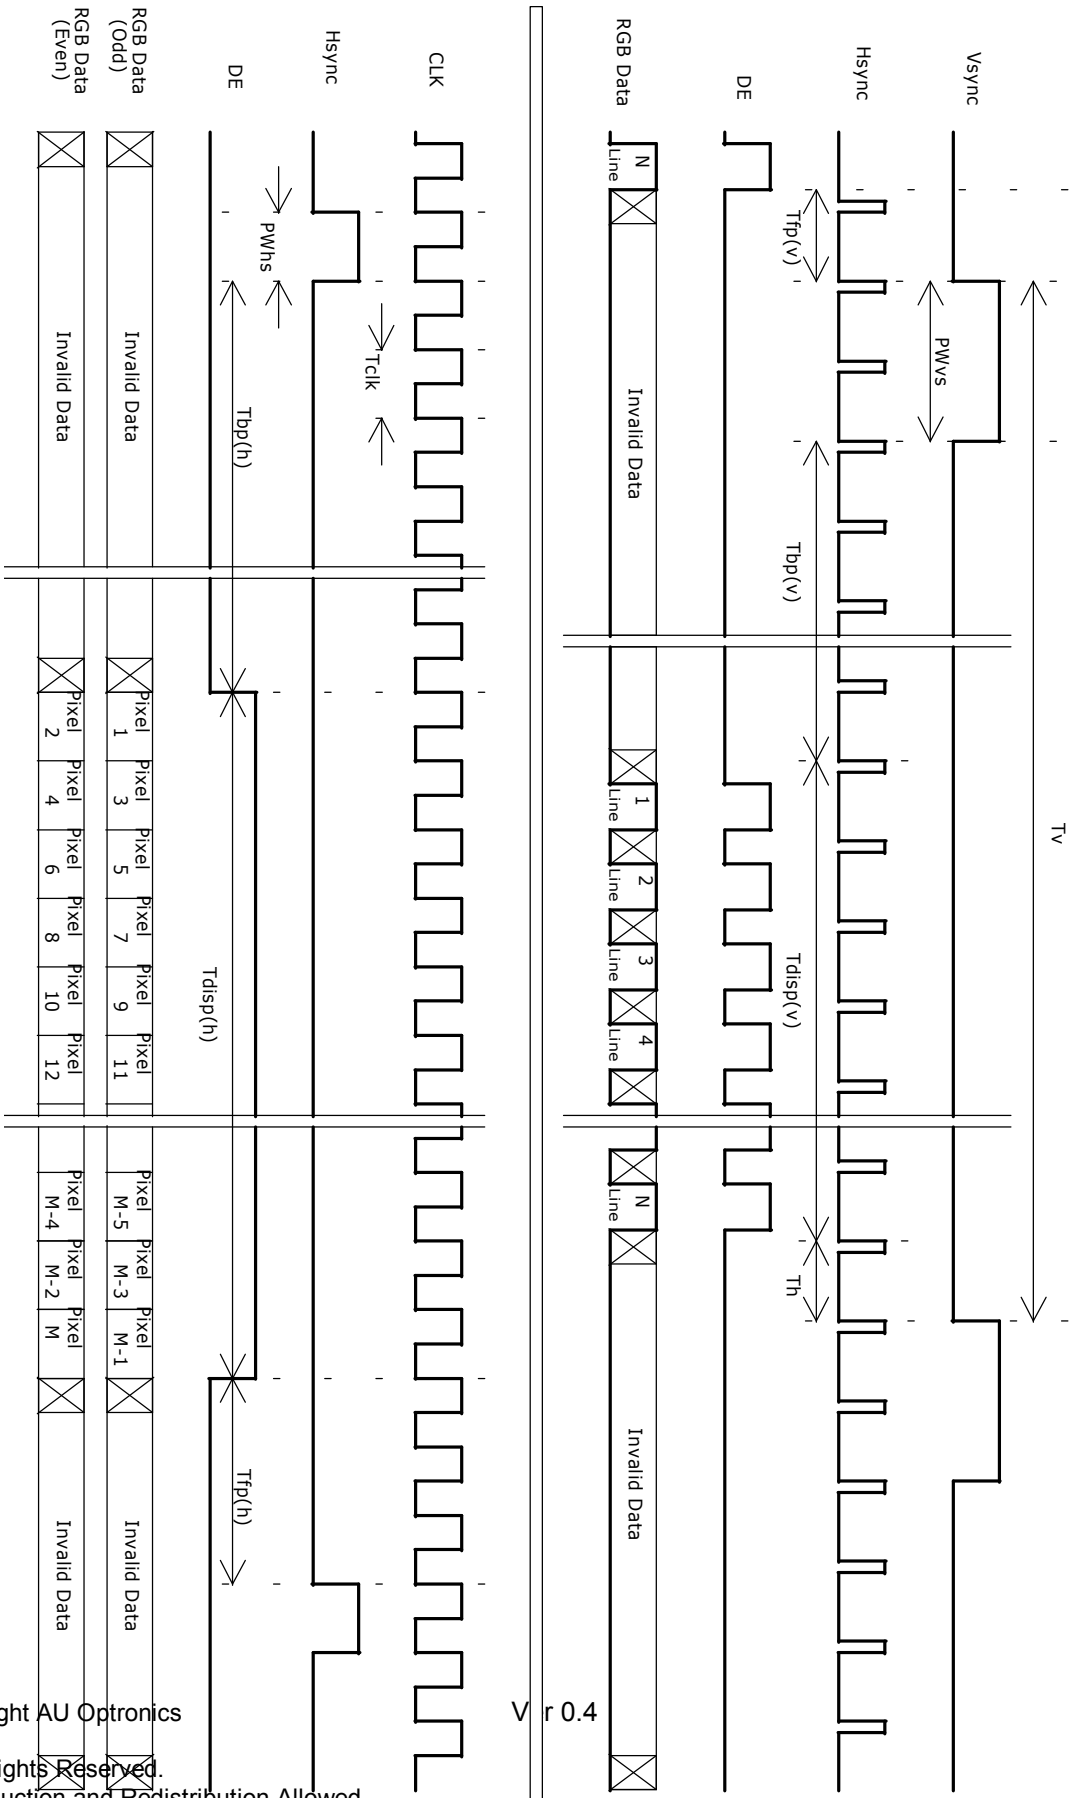 Vsync
Hsync
DE
RGB Data
Tv
PWvs
Tfp(v)
Tbp(v)
Tdisp(v)
Th
N
Line
Invalid Data
1
Line
2
Line
3
Line
4
Line
N
Line
Invalid Data
CLK
Hsync
DE
RGB Data
(Odd)
RGB Data
(Even)
Tclk
PWhs
Tbp(h)
Tdisp(h)
Tfp(h)
Invalid Data
Pixel
1
Pixel
3
Pixel
5
Pixel
7
Pixel
9
Pixel
11
Pixel
M-5
Pixel
M-3
Pixel
M-1
Invalid Data
Invalid Data
Pixel
2
Pixel
4
Pixel
6
Pixel
8
Pixel
10
Pixel
12
Pixel
M-4
Pixel
M-2
Pixel
M
Invalid Data
ght AU Optronics
Ver 0.4
ights Reserved.
uction and Redistribution Allowed